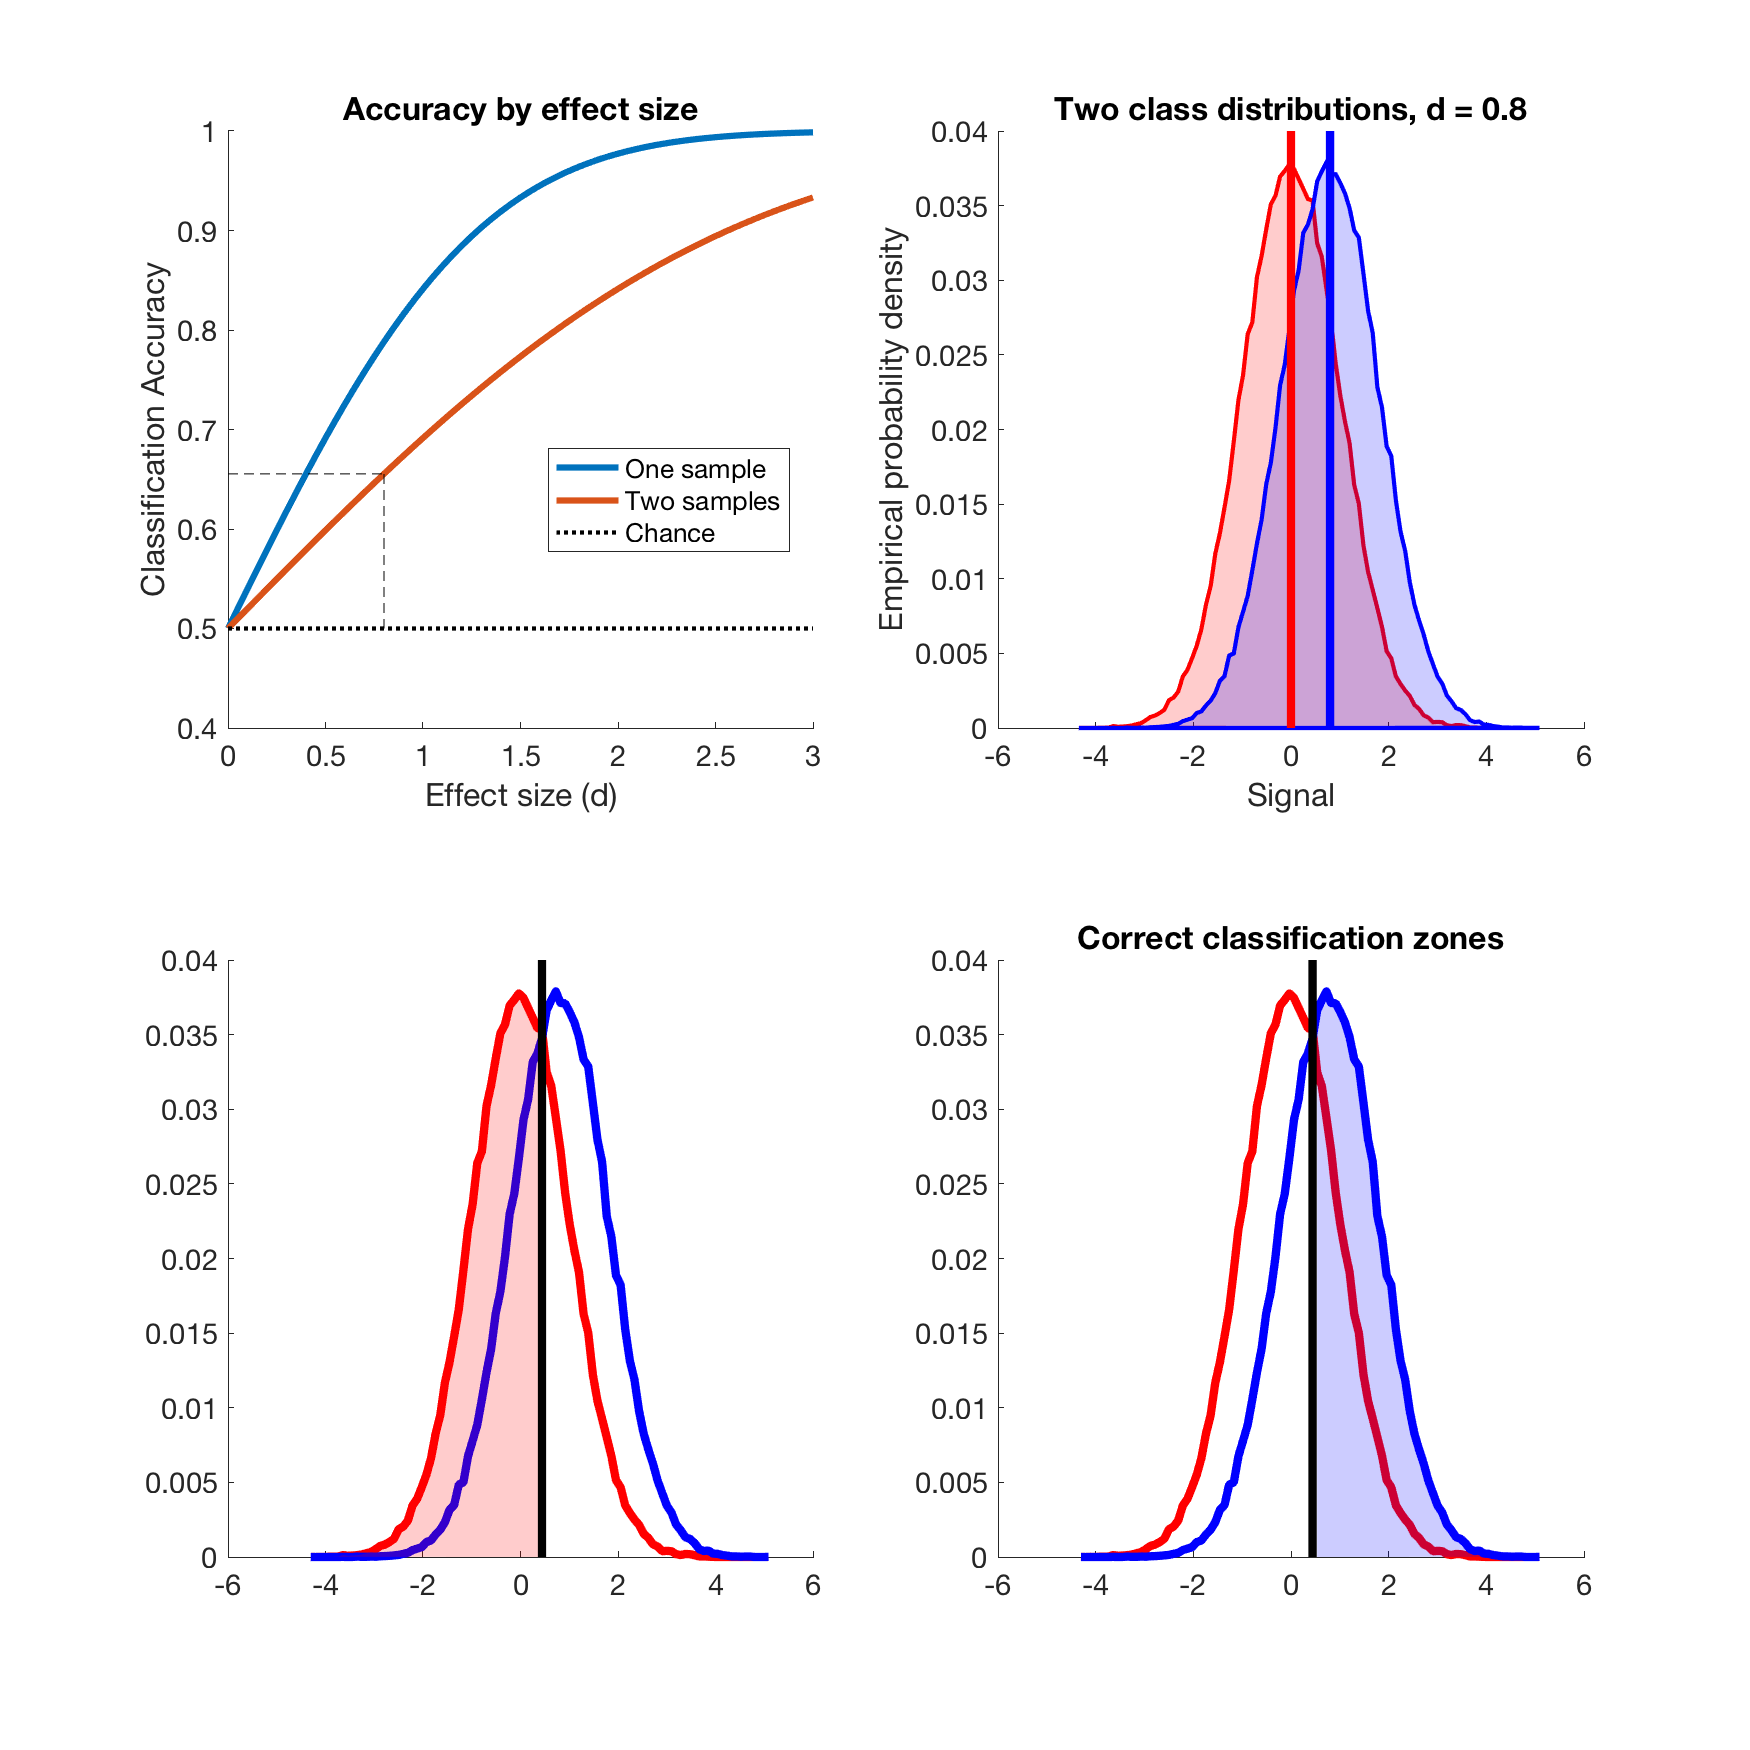 Accuracy by effect size
1
0.9
0.8
0.7
0.6
0.5
0.4
Classification Accuracy
One sample
Two samples
Chance
0 0.5 1 1.5 2 2.5 3
Effect size (d)
Two class distributions, d = 0.8
0.04
0.035
0.03
0.025
0.02
0.015
0.01
0.005
0
Empirical probability density
-6 -4 -2 0 2 4 6
Signal
0.04
0.035
0.03
0.025
0.02
0.015
0.01
0.005
0
-6 -4 -2 0 2 4 6
Correct classification zones
0.04
0.035
0.03
0.025
0.02
0.015
0.01
0.005
0
-6 -4 -2 0 2 4 6